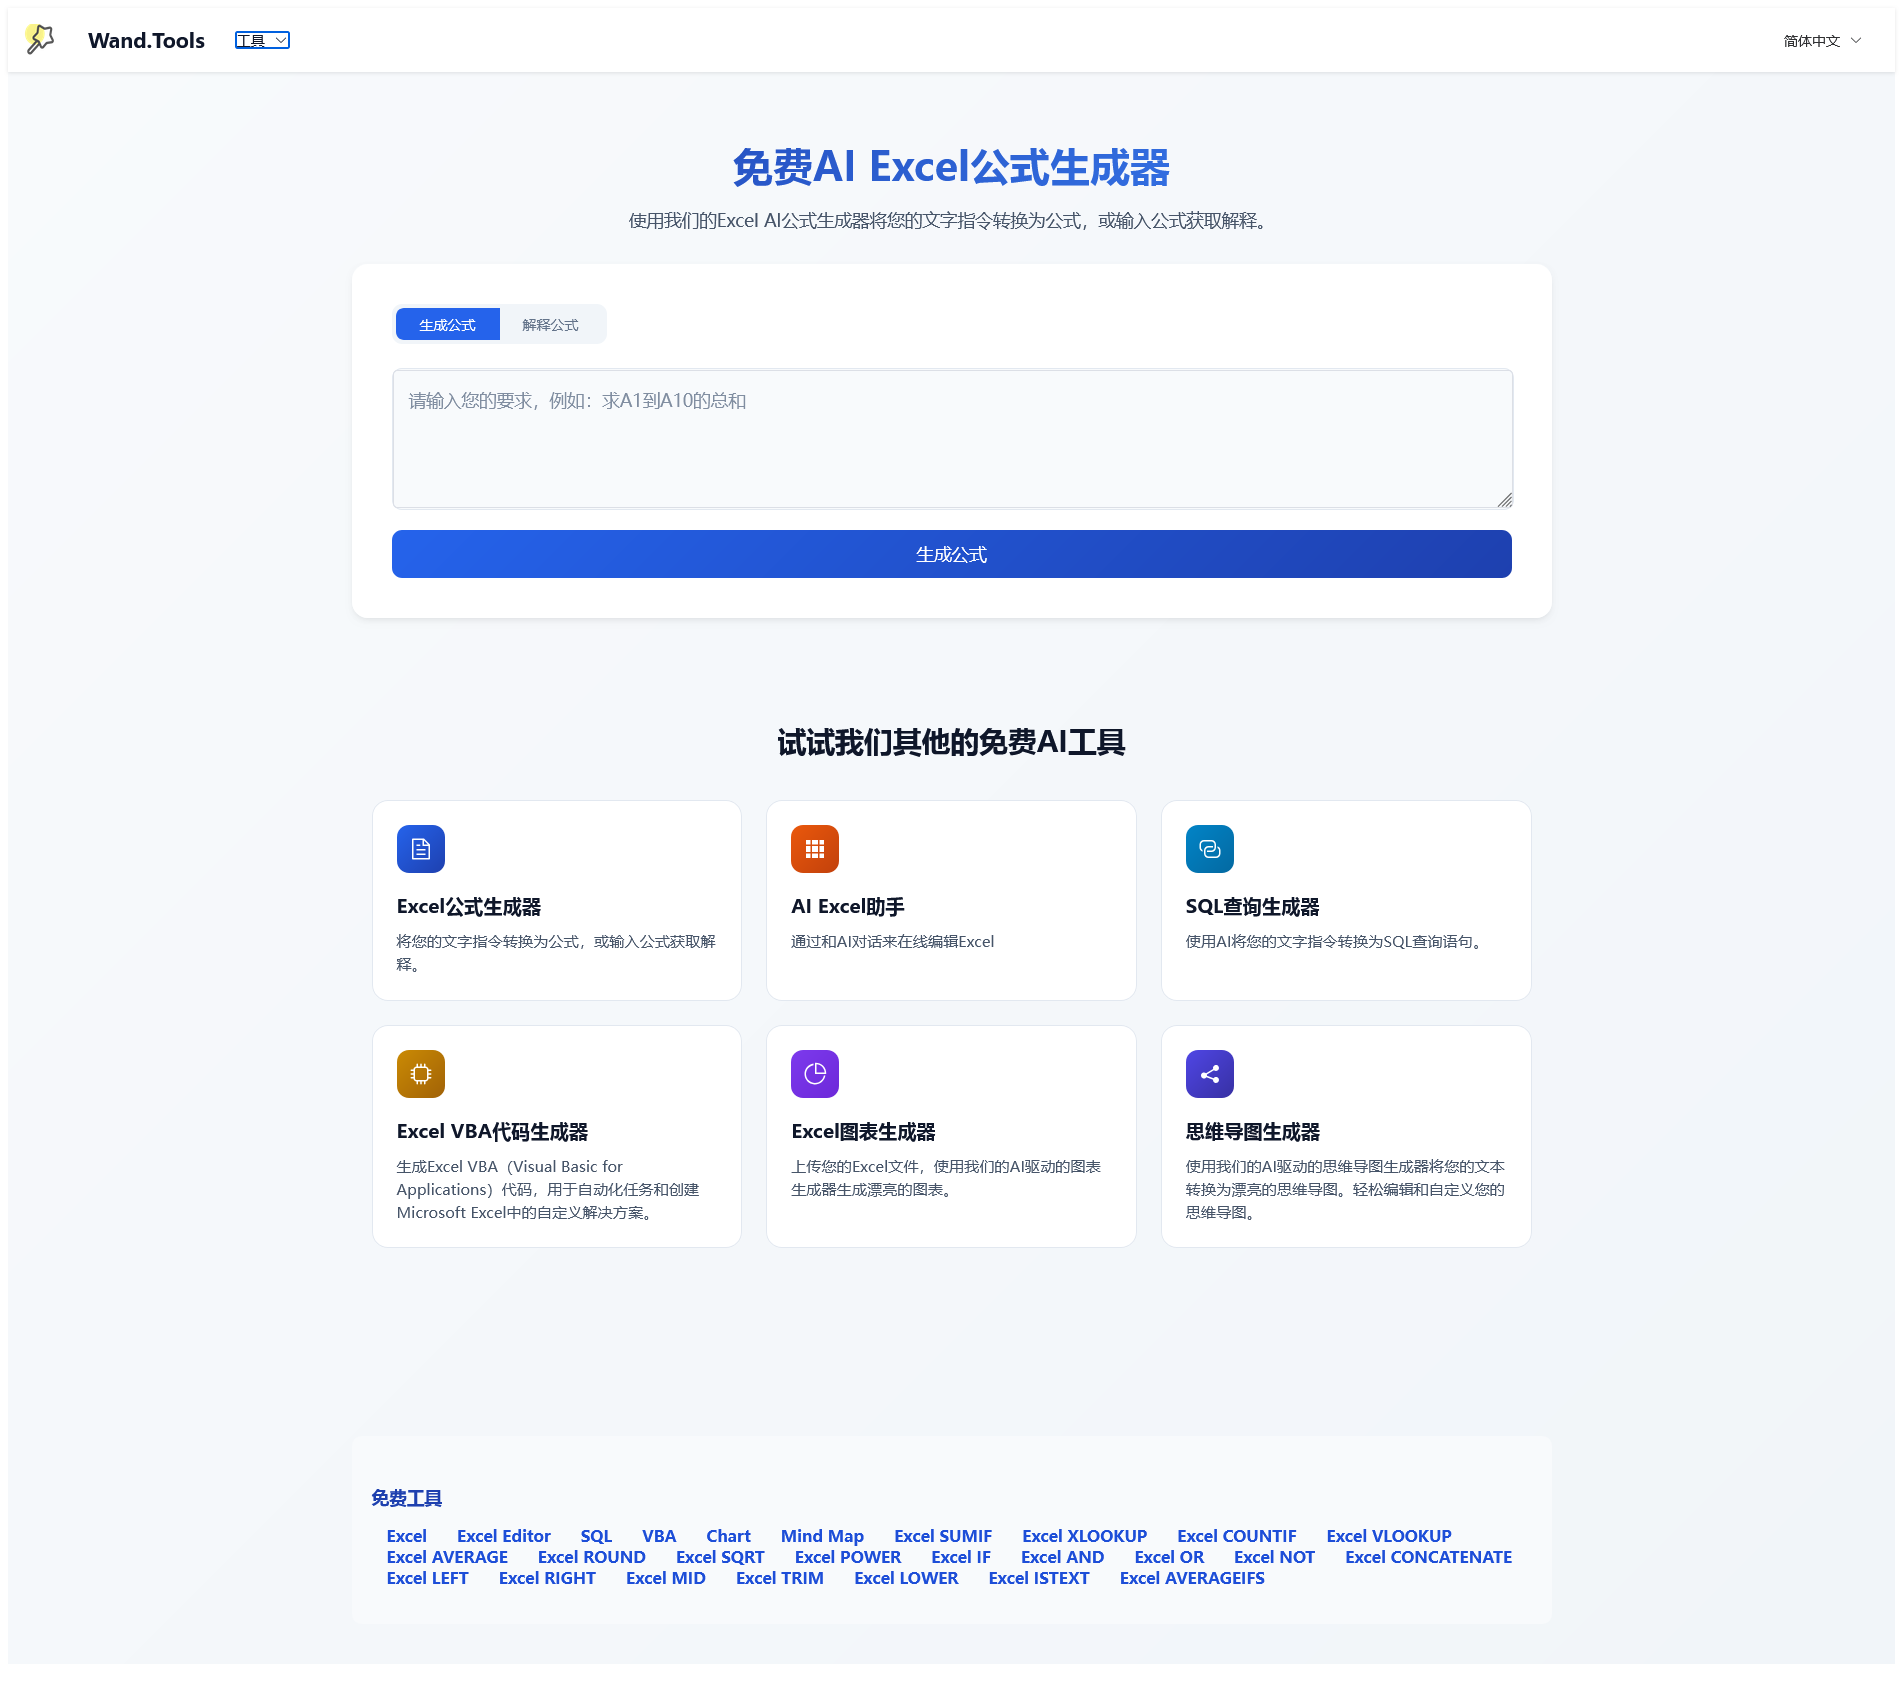 Wand.Tools
工具
简体中文
免费AI Excel公式生成器
使用我们的Excel AI公式生成器将您的文字指令转换为公式，或输入公式获取解释。
生成公式
解释公式
请输入您的要求，例如：求A1到A10的总和
生成公式
试试我们其他的免费AI工具
Excel公式生成器
将您的文字指令转换为公式，或输入公式获取解
释。
AI Excel助手
通过和AI对话来在线编辑Excel
SQL查询生成器
使用AI将您的文字指令转换为SQL查询语句。
Excel VBA代码生成器
生成Excel VBA（Visual Basic for
Applications）代码，用于自动化任务和创建
Microsoft Excel中的自定义解决方案。
Excel图表生成器
上传您的Excel文件，使用我们的AI驱动的图表
生成器生成漂亮的图表。
思维导图生成器
使用我们的AI驱动的思维导图生成器将您的文本
转换为漂亮的思维导图。轻松编辑和自定义您的
思维导图。
免费工具
Excel Excel Editor SQL VBA Chart Mind Map Excel SUMIF Excel XLOOKUP Excel COUNTIF Excel VLOOKUP
Excel AVERAGE Excel ROUND Excel SQRT Excel POWER Excel IF Excel AND Excel OR Excel NOT Excel CONCATENATE
Excel LEFT Excel RIGHT Excel MID Excel TRIM Excel LOWER Excel ISTEXT Excel AVERAGEIFS